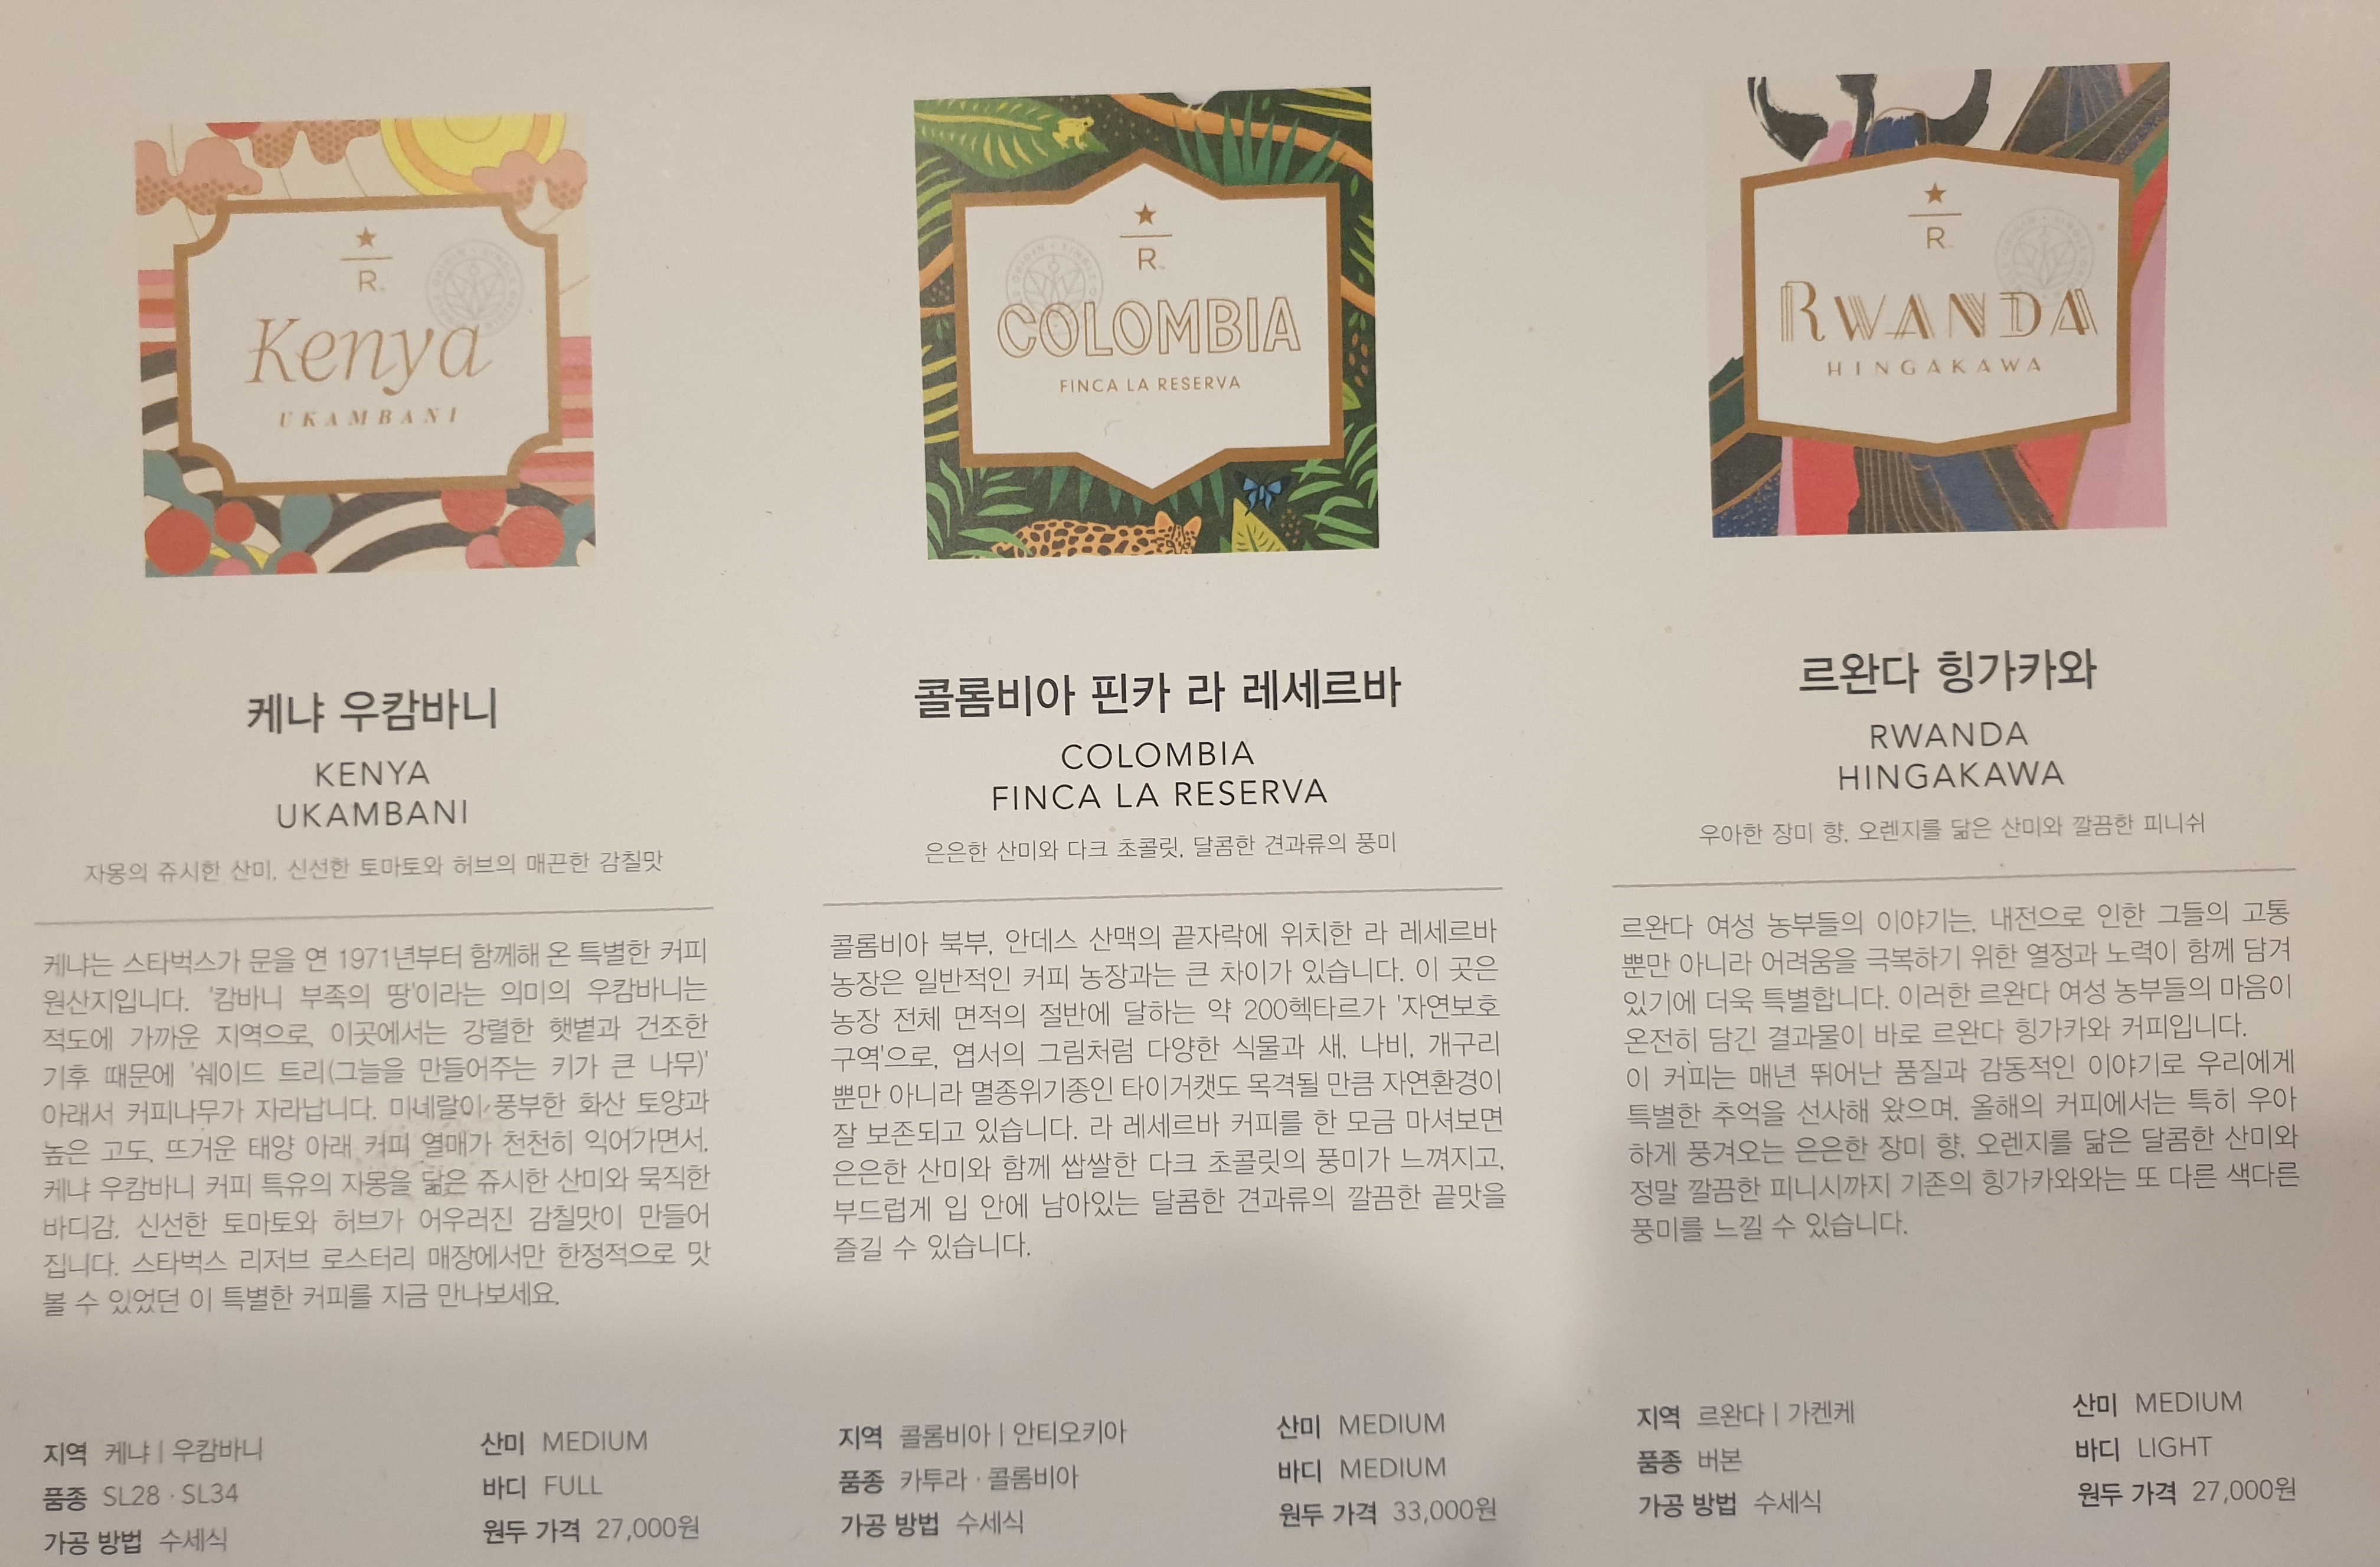 ★
R
Kenya
UKAMBANI
케냐 우캄바니
KENYA
UKAMBANI
자몽의 쥬시한 산미, 신선한 토마토와 허브의 매끈한 감칠맛
케냐는 스타벅스가 문을 연 1971년부터 함께해 온 특별한 커피
원산지입니다. '캄바니 부족의 땅'이라는 의미의 우캄바니는
적도에 가까운 지역으로, 이곳에서는 강렬한 햇볕과 건조한
기후 때문에 '쉐이드 트리(그늘을 만들어주는 키가 큰 나무)'
아래서 커피나무가 자라납니다. 미네랄이 풍부한 화산 토양과
높은 고도, 뜨거운 태양 아래 커피 열매가 천천히 익어가면서,
케냐 우캄바니 커피 특유의 자몽을 닮은 쥬시한 산미와 묵직한
바디감, 신선한 토마토와 허브가 어우러진 감칠맛이 만들어
집니다. 스타벅스 리저브 로스터리 매장에서만 한정적으로 맛
볼 수 있었던 이 특별한 커피를 지금 만나보세요.
지역 케냐 | 우캄바니
품종 SL28 · SL34
가공 방법 수세식
산미 MEDIUM
바디 FULL
원두 가격 27,000원
★
R
COLOMBIA
FINCA LA RESERVA
콜롬비아 핀카 라 레세르바
COLOMBIA
FINCA LA RESERVA
은은한 산미와 다크 초콜릿, 달콤한 견과류의 풍미
콜롬비아 북부, 안데스 산맥의 끝자락에 위치한 라 레세르바
농장은 일반적인 커피 농장과는 큰 차이가 있습니다. 이 곳은
농장 전체 면적의 절반에 달하는 약 200헥타르가 '자연보호
구역'으로, 엽서의 그림처럼 다양한 식물과 새, 나비, 개구리
뿐만 아니라 멸종위기종인 타이거캣도 목격될 만큼 자연환경이
잘 보존되고 있습니다. 라 레세르바 커피를 한 모금 마셔보면
은은한 산미와 함께 쌉쌀한 다크 초콜릿의 풍미가 느껴지고,
부드럽게 입 안에 남아있는 달콤한 견과류의 깔끔한 끝맛을
즐길 수 있습니다.
지역 콜롬비아 | 안티오키아
품종 카투라 · 콜롬비아
가공 방법 수세식
산미 MEDIUM
바디 MEDIUM
원두 가격 33,000원
★
R
RWANDA
HINGAKAWA
르완다 힝가카와
RWANDA
HINGAKAWA
우아한 장미 향, 오렌지를 닮은 산미와 깔끔한 피니쉬
르완다 여성 농부들의 이야기는, 내전으로 인한 그들의 고통
뿐만 아니라 어려움을 극복하기 위한 열정과 노력이 함께 담겨
있기에 더욱 특별합니다. 이러한 르완다 여성 농부들의 마음이
온전히 담긴 결과물이 바로 르완다 힝가카와 커피입니다.
이 커피는 매년 뛰어난 품질과 감동적인 이야기로 우리에게
특별한 추억을 선사해 왔으며, 올해의 커피에서는 특히 우아
하게 풍겨오는 은은한 장미 향, 오렌지를 닮은 달콤한 산미와
정말 깔끔한 피니시까지 기존의 힝가카와와는 또 다른 색다른
풍미를 느낄 수 있습니다.
지역 르완다 | 가켄케
품종 버본
가공 방법 수세식
산미 MEDIUM
바디 LIGHT
원두 가격 27,000원